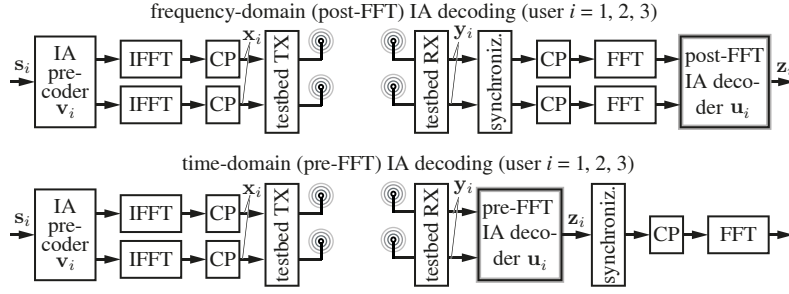 frequency-domain (post-FFT) IA decoding (user i = 1, 2, 3)
s_i
IA
pre-
coder
v_i
IFFT
IFFT
CP
CP
x_i
testbed TX
testbed RX
y_i
synchroniz.
CP
CP
FFT
FFT
post-FFT
IA deco-
der u_i
z_i
time-domain (pre-FFT) IA decoding (user i = 1, 2, 3)
s_i
IA
pre-
coder
v_i
IFFT
IFFT
CP
CP
x_i
testbed TX
testbed RX
y_i
pre-FFT
IA deco-
der u_i
z_i
synchroniz.
CP
FFT